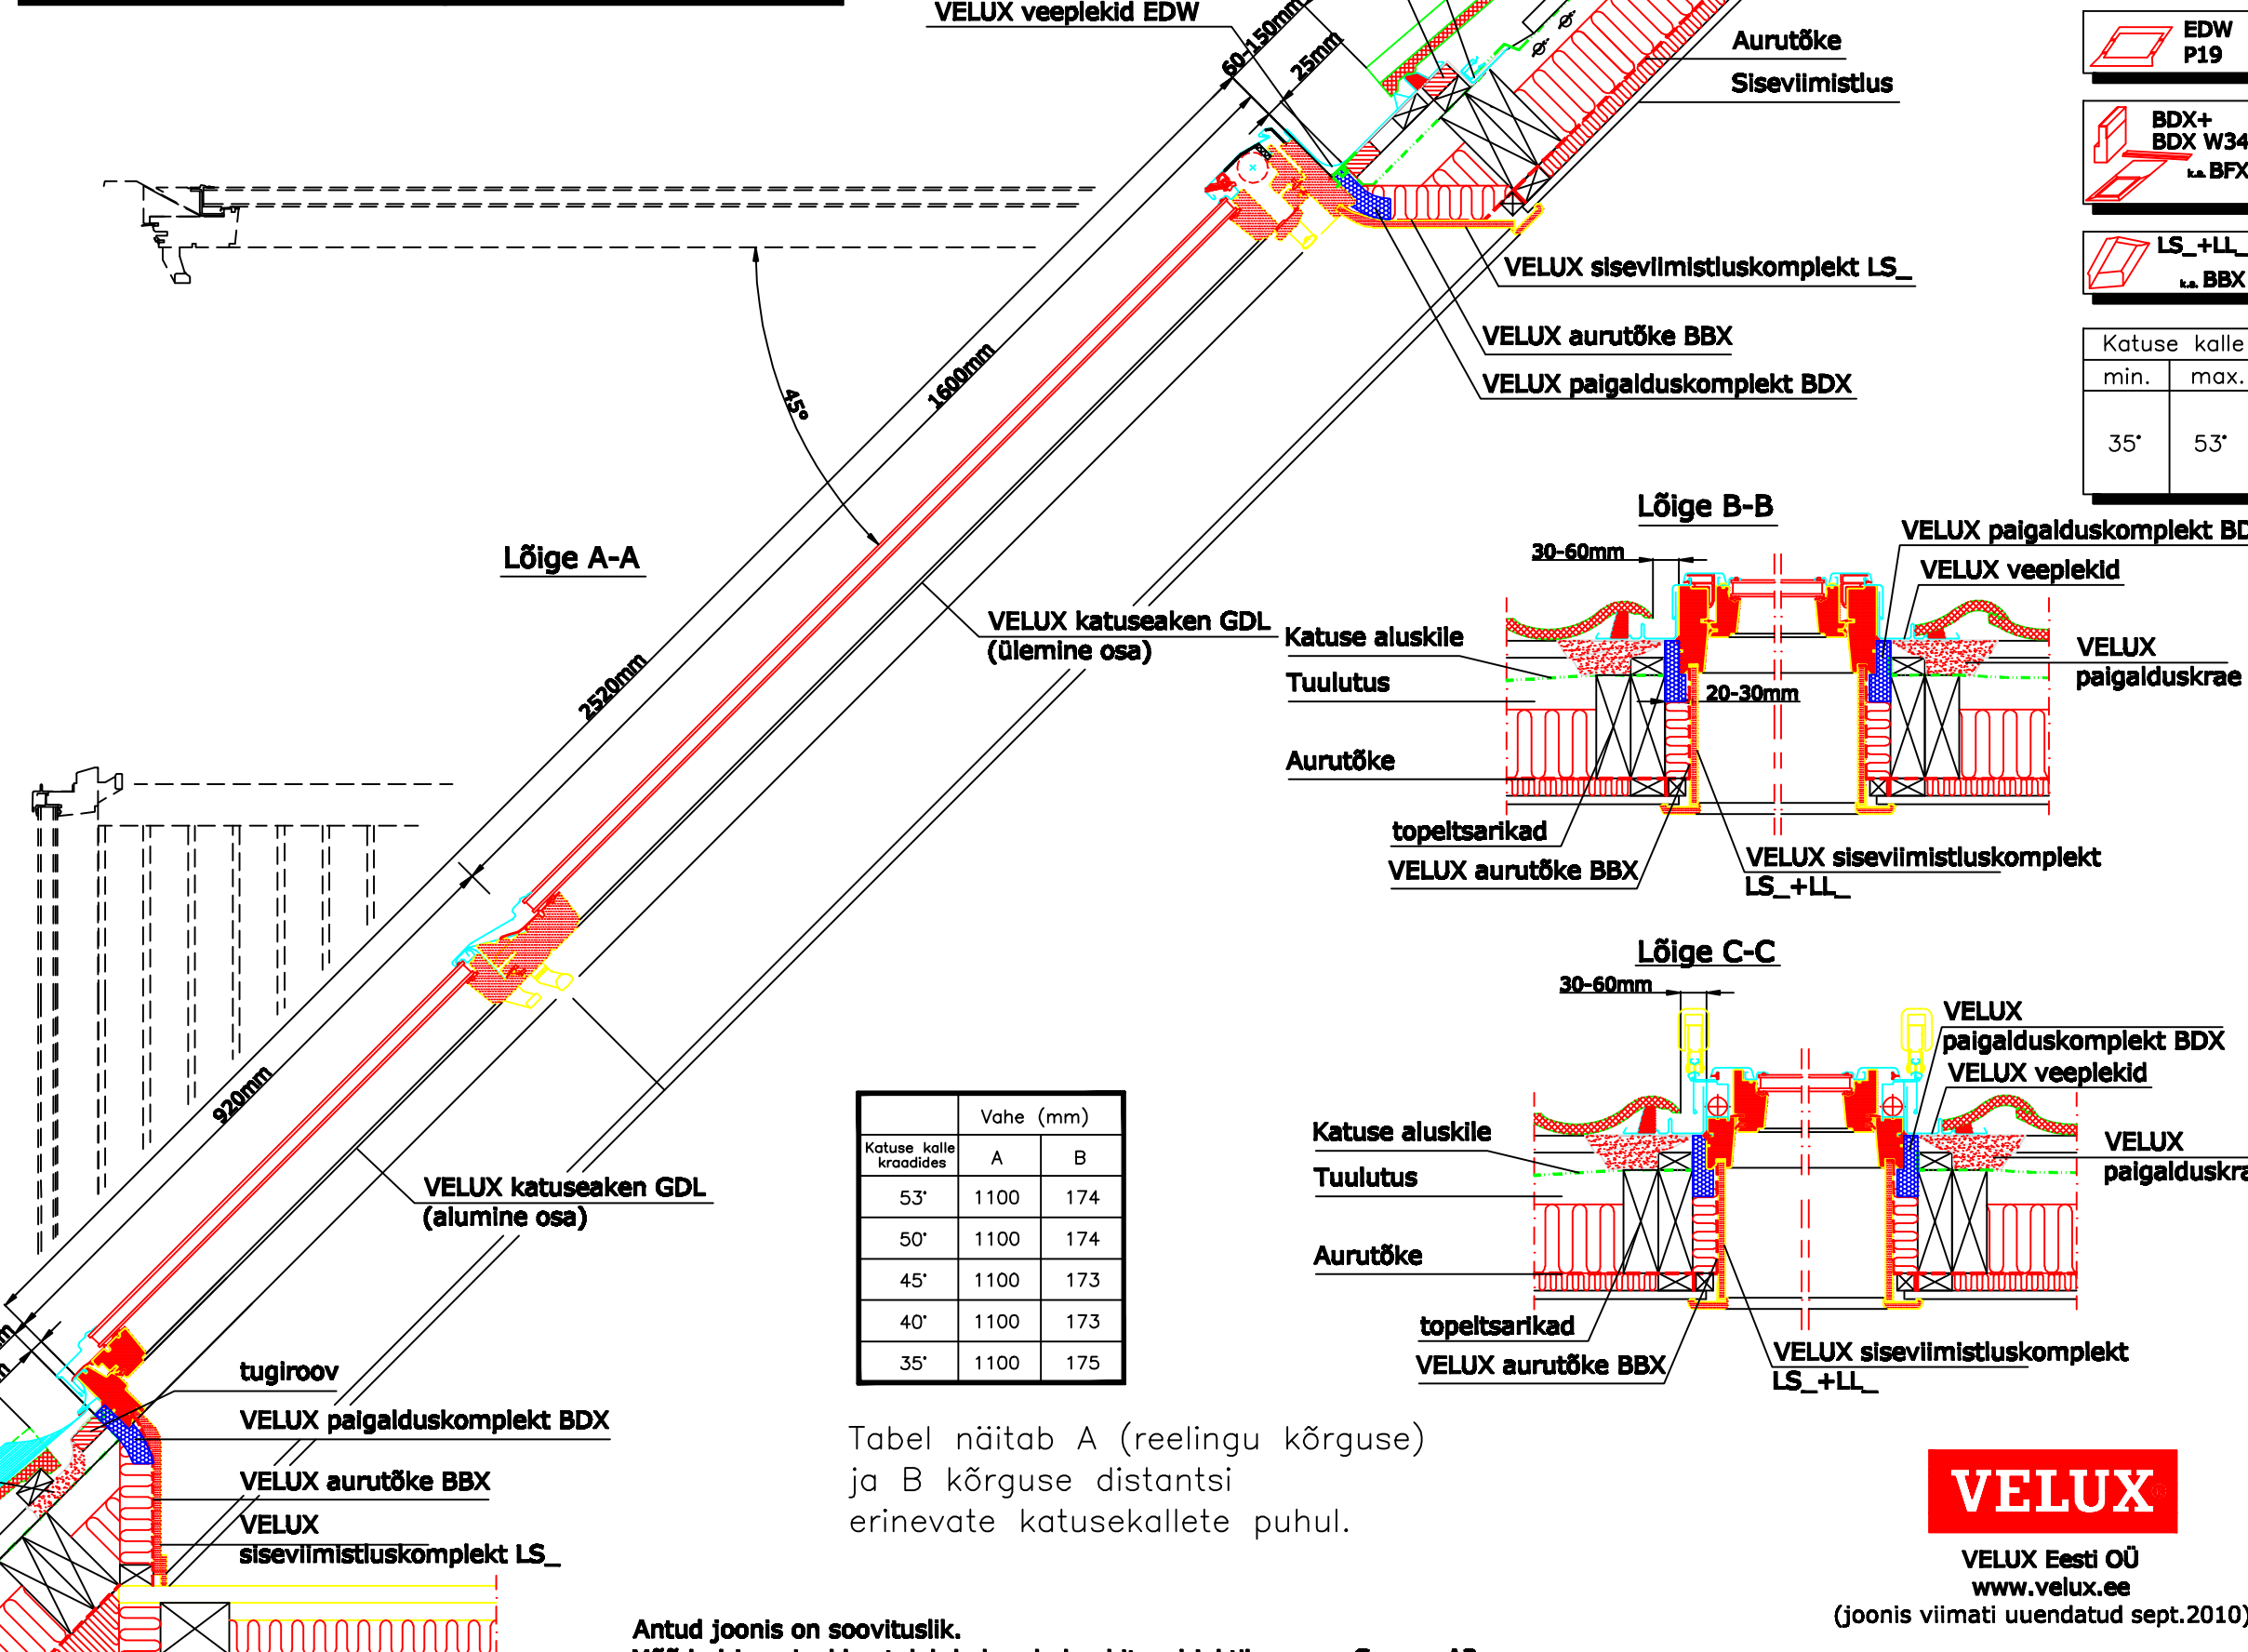 VELUX veeplekid EDW
60-150mm
25mm
Aurutõke
Siseviimistlus
EDW
P19
BDX+
BDX W34
k.a. BFX
LS_+LL_
k.a. BBX
Katuse kalle
min. max.
35° 53°
VELUX siseviimistluskomplekt LS_
VELUX aurutõke BBX
VELUX paigalduskomplekt BDX
1600mm
45°
Lõige A-A
2520mm
VELUX katuseaken GDL
(ülemine osa)
920mm
VELUX katuseaken GDL
(alumine osa)
tugiroov
VELUX paigalduskomplekt BDX
VELUX aurutõke BBX
VELUX
siseviimistluskomplekt LS_
Lõige B-B
30-60mm
VELUX paigalduskomplekt
VELUX veeplekid
Katuse aluskile
Tuulutus
VELUX
paigalduskrae
20-30mm
Aurutõke
topeltsarikad
VELUX aurutõke BBX
VELUX siseviimistluskomplekt
LS_+LL_
Lõige C-C
30-60mm
VELUX
paigalduskomplekt BDX
VELUX veeplekid
Katuse aluskile
Tuulutus
VELUX
Aurutõke
topeltsarikad
VELUX aurutõke BBX
VELUX siseviimistluskomplekt
LS_+LL_
Vahe (mm)
Katuse kalle
kraadides A B
53° 1100 174
50° 1100 174
45° 1100 173
40° 1100 173
35° 1100 175
Tabel näitab A (reelingu kõrguse)
ja B kõrguse distantsi
erinevate katusekallete puhul.
VELUX
VELUX Eesti OÜ
www.velux.ee
(joonis viimati uuendatud sept.2010)
Antud joonis on soovituslik.